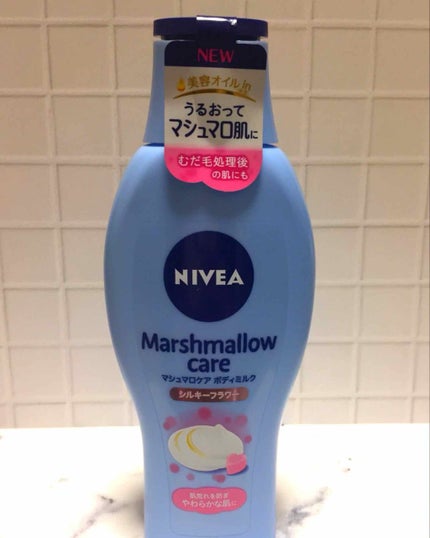 NEW
美容オイルin
うるおって
マシュマロ肌に
むだ毛処理後
の肌にも
NIVEA
Marshmallow
care
マシュマロケア ボディミルク
シルキーフラワー
肌荒れを防ぎ
やわらかな肌に